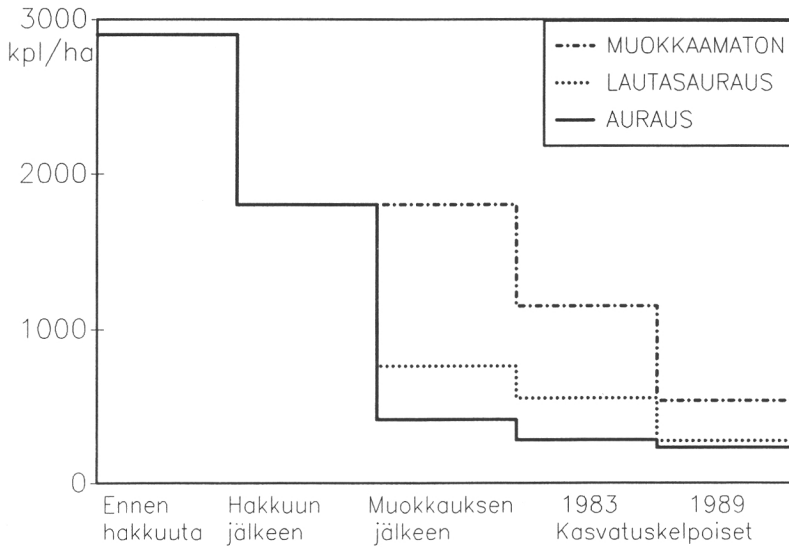 3000
kpl/ha
2000
1000
0
MUOKKAAMATON
LAUTASAURAUS
AURAUS
Ennen hakkuuta
Hakkuun jälkeen
Muokkauksen jälkeen
1983
1989
Kasvatuskelpoiset